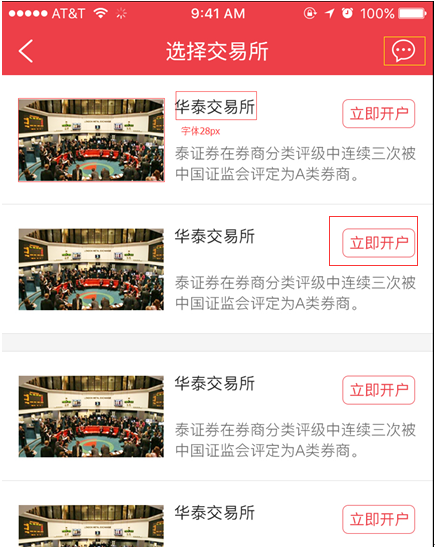 AT&T 9:41 AM 100%
选择交易所
华泰交易所
立即开户
字体28px
泰证券在券商分类评级中连续三次被
中国证监会评定为A类券商。
华泰交易所
立即开户
泰证券在券商分类评级中连续三次被
中国证监会评定为A类券商。
华泰交易所
立即开户
泰证券在券商分类评级中连续三次被
中国证监会评定为A类券商。
华泰交易所
立即开户